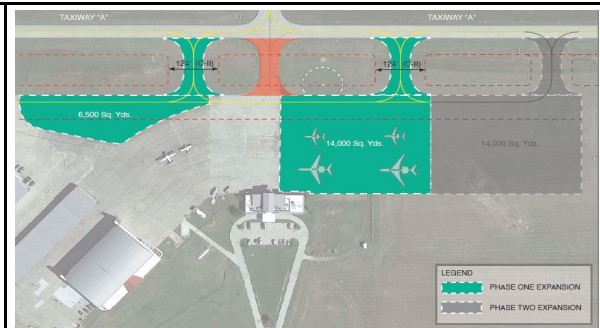 TAXIWAY "A" TAXIWAY "A"
124' (C-II) 124' (C-II)
6,500 Sq. Yds.
14,000 Sq. Yds. 14,000 Sq. Yds.
LEGEND
PHASE ONE EXPANSION
PHASE TWO EXPANSION